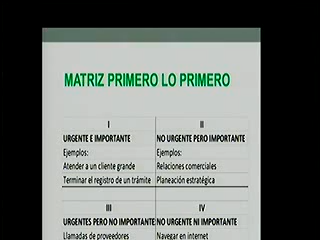 MATRIZ PRIMERO LO PRIMERO
I II
URGENTE E IMPORTANTE NO URGENTE PERO IMPORTANTE
Ejemplos: Ejemplos:
Atender a un cliente grande Relaciones comerciales
Terminar el registro de un trámite Planeación estratégica
III IV
URGENTES PERO NO IMPORTANTE NO URGENTE NI IMPORTANTE
Llamadas de proveedores Navegar en internet